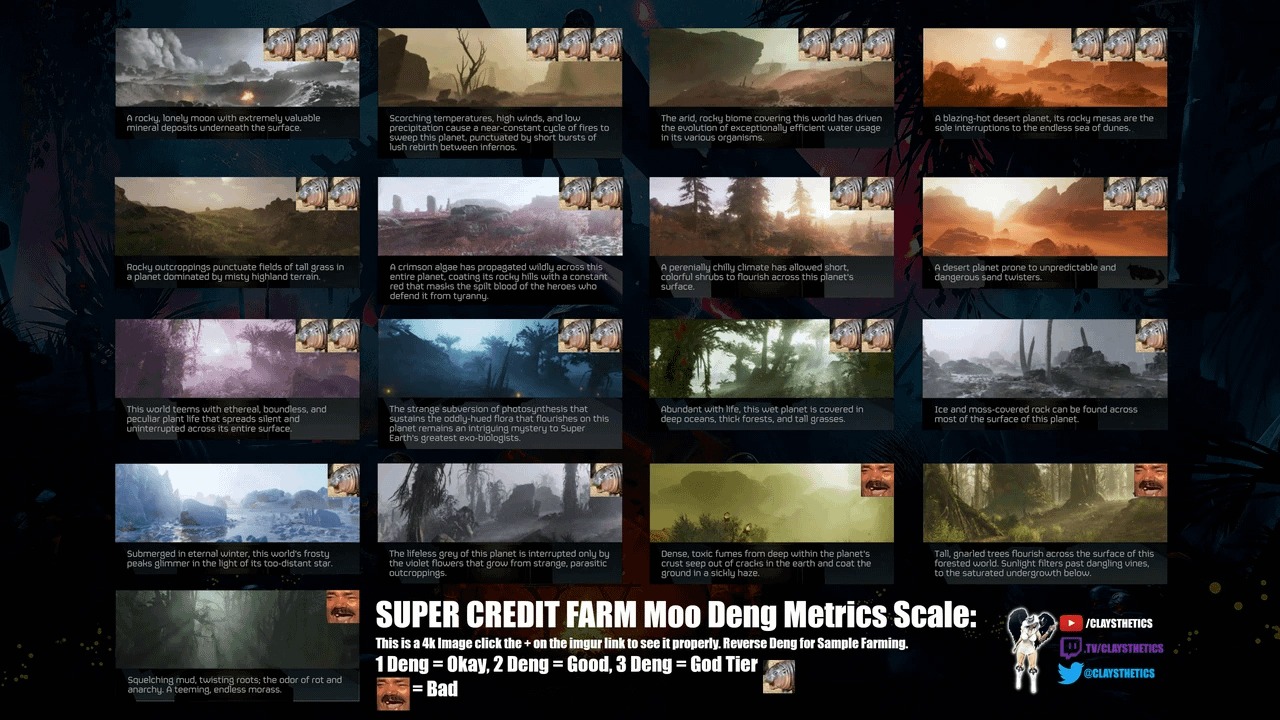 A rocky, lonely moon with extremely valuable
mineral deposits underneath the surface.
Scorching temperatures, high winds, and low
precipitation cause a near-constant cycle of fires to
sweep this planet, punctuated by short bursts of
lush rebirth between infernos.
The arid, rocky biome covering this world has driven
the evolution of exceptionally efficient water usage
in its various organisms.
A blazing-hot desert planet, its rocky mesas are the
sole interruptions to the endless sea of dunes.
Rocky outcroppings punctuate fields of tall grass in
a planet dominated by misty highland terrain.
A crimson algae has propagated wildly across this
entire planet, coating its rocky hills with a constant
red that masks the spilt blood of the heroes who
defend it from tyranny.
A perenially chilly climate has allowed short,
colorful shrubs to flourish across this planet's
surface.
A desert planet prone to unpredictable and
dangerous sand twisters.
This world teems with ethereal, boundless, and
peculiar plant life that spreads silent and
uninterrupted across its entire surface.
The strange subversion of photosynthesis that
sustains the oddly-hued flora that flourishes on this
planet remains an intriguing mystery to Super
Earth's greatest exo-biologists.
Abundant with life, this wet planet is covered in
deep oceans, thick forests, and tall grasses.
Ice and moss-covered rock can be found across
most of the surface of this planet.
Submerged in eternal winter, this world's frosty
peaks glimmer in the light of its too-distant star.
The lifeless grey of this planet is interrupted only by
the violet flowers that grow from strange, parasitic
outcroppings.
Dense, toxic fumes from deep within the planet's
crust seep out of cracks in the earth and coat the
ground in a sickly haze.
Tall, gnarled trees flourish across the surface of this
forested world. Sunlight filters past dangling vines,
to the saturated undergrowth below.
Squelching mud, twisting roots; the odor of rot and
anarchy. A teeming, endless morass.
SUPER CREDIT FARM Moo Deng Metrics Scale:
This is a 4k Image click the + on the imgur link to see it properly. Reverse Deng for Sample Farming.
1 Deng = Okay, 2 Deng = Good, 3 Deng = God Tier
= Bad
/CLAYSTHETICS
.TV/CLAYSTHETICS
@CLAYSTHETICS